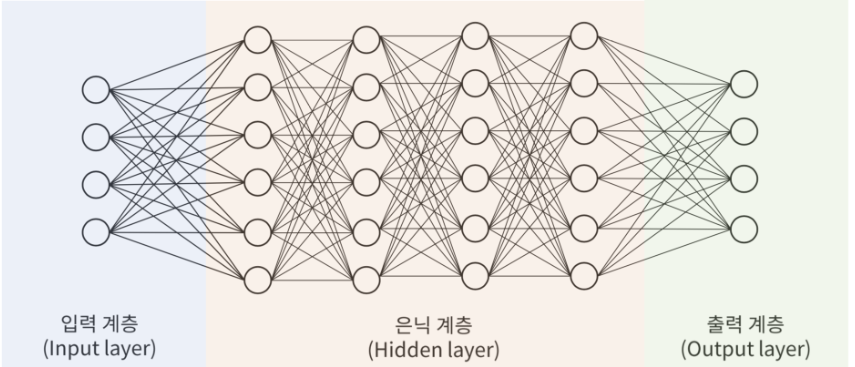 입력 계층
(Input layer)
은닉 계층
(Hidden layer)
출력 계층
(Output layer)